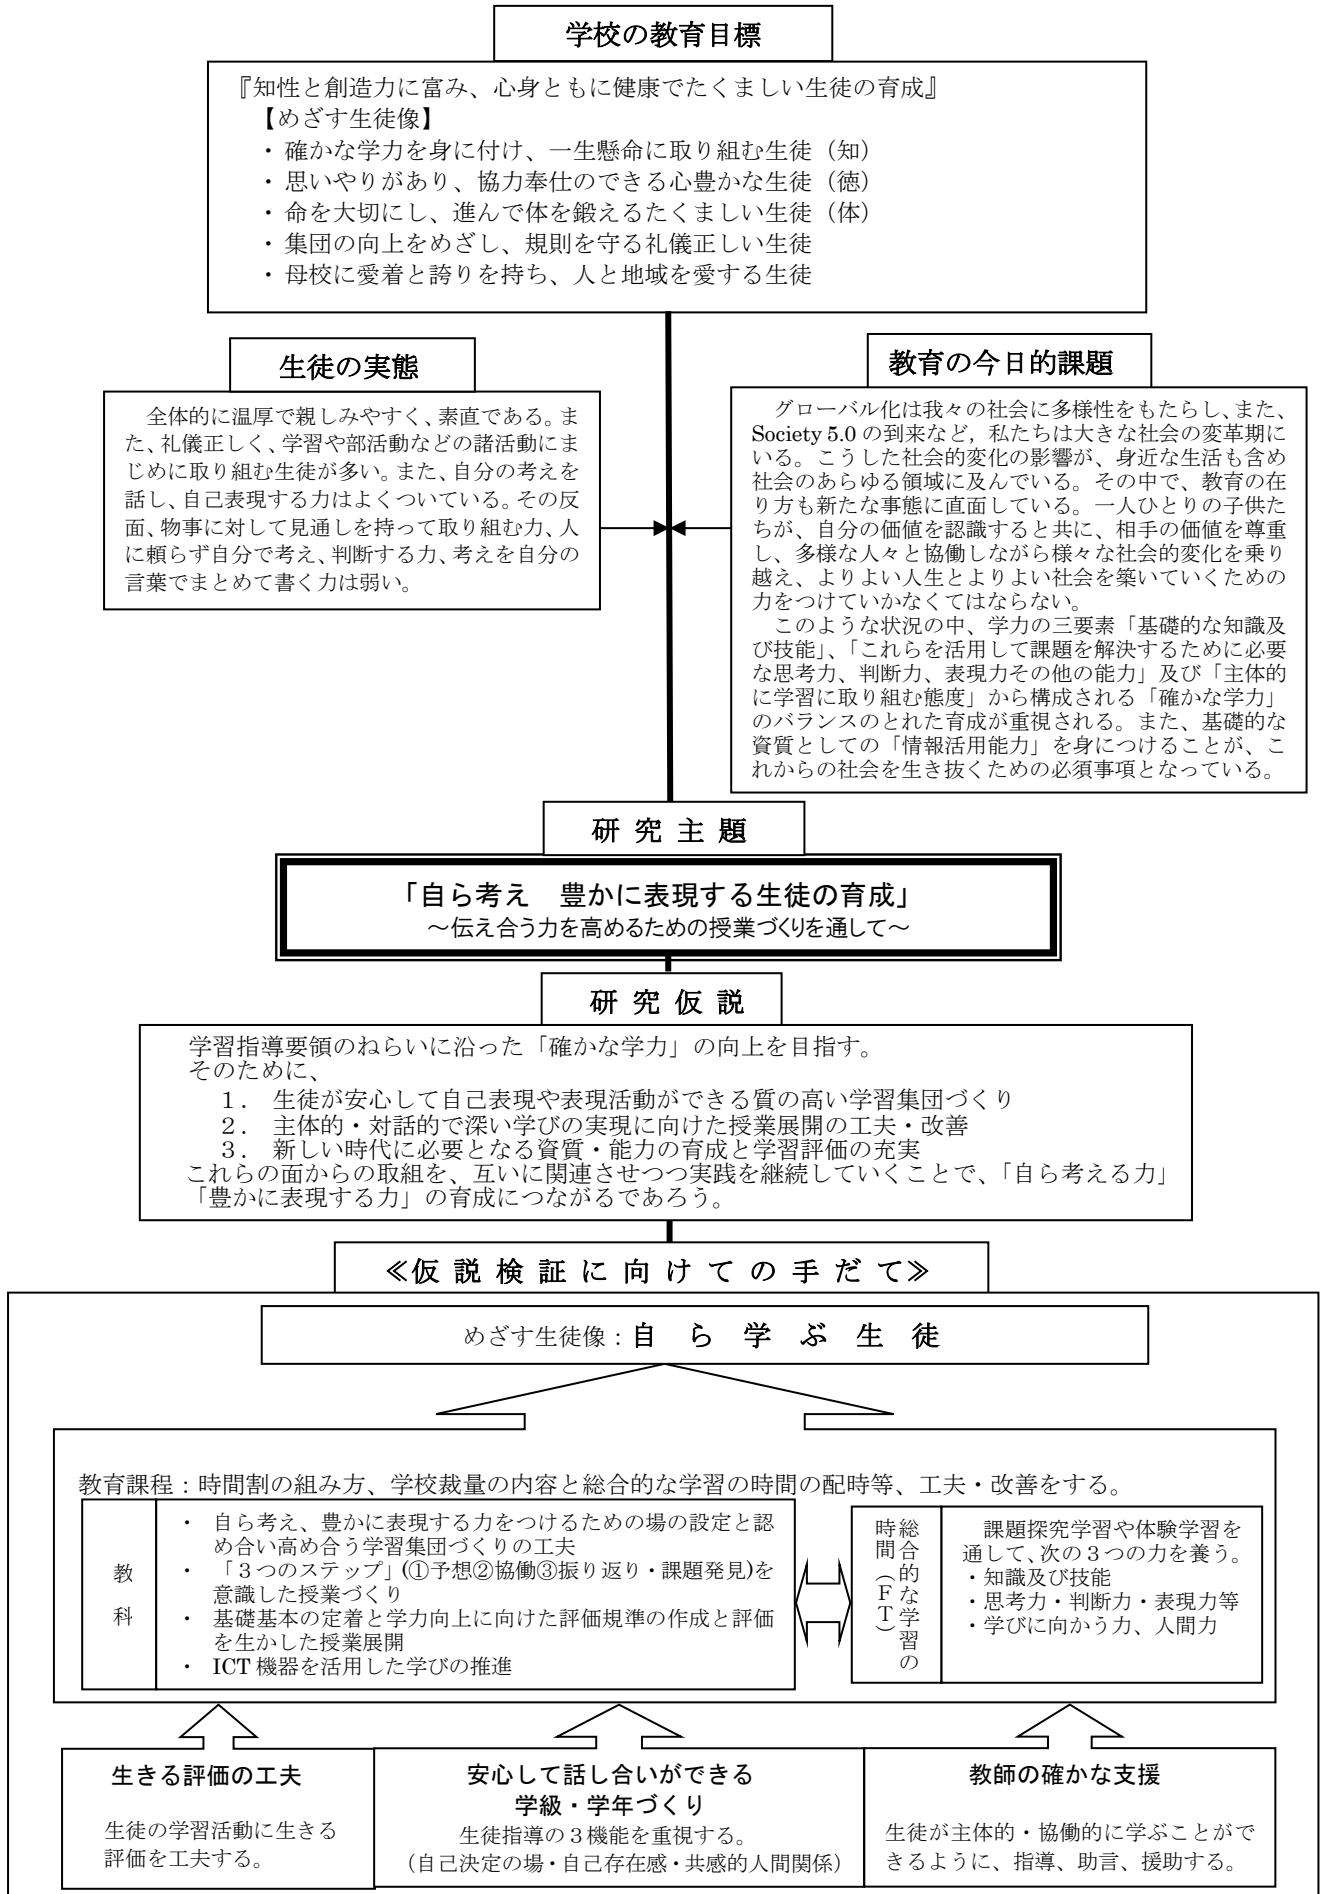 学校の教育目標
『知性と創造力に富み、心身ともに健康でたくましい生徒の育成』
【めざす生徒像】
・確かな学力を身に付け、一生懸命に取り組む生徒（知）
・思いやりがあり、協力奉仕のできる心豊かな生徒（徳）
・命を大切にし、進んで体を鍛えるたくましい生徒（体）
・集団の向上をめざし、規則を守る礼儀正しい生徒
・母校に愛着と誇りを持ち、人と地域を愛する生徒
生徒の実態
全体的に温厚で親しみやすく、素直である。ま
た、礼儀正しく、学習や部活動などの諸活動にま
じめに取り組む生徒が多い。また、自分の考えを
話し、自己表現する力はよくついている。その反
面、物事に対して見通しを持って取り組む力、人
に頼らず自分で考え、判断する力、考えを自分の
言葉でまとめて書く力は弱い。
教育の今日的課題
グローバル化は我々の社会に多様性をもたらし、また、
Society 5.0 の到来など，私たちは大きな社会の変革期に
いる。こうした社会的変化の影響が、身近な生活も含め
社会のあらゆる領域に及んでいる。その中で、教育の在
り方も新たな事態に直面している。一人ひとりの子供た
ちが、自分の価値を認識すると共に、相手の価値を尊重
し、多様な人々と協働しながら様々な社会的変化を乗り
越え、よりよい人生とよりよい社会を築いていくための
力をつけていかなくてはならない。
このような状況の中、学力の三要素「基礎的な知識及
び技能」、「これらを活用して課題を解決するために必要
な思考力、判断力、表現力その他の能力」及び「主体的
に学習に取り組む態度」から構成される「確かな学力」
のバランスのとれた育成が重視される。また、基礎的な
資質としての「情報活用能力」を身につけることが、こ
れからの社会を生き抜くための必須事項となっている。
研究主題
「自ら考え　豊かに表現する生徒の育成」
～伝え合う力を高めるための授業づくりを通して～
研究仮説
学習指導要領のねらいに沿った「確かな学力」の向上を目指す。
そのために、
１．生徒が安心して自己表現や表現活動ができる質の高い学習集団づくり
２．主体的・対話的で深い学びの実現に向けた授業展開の工夫・改善
３．新しい時代に必要となる資質・能力の育成と学習評価の充実
これらの面からの取組を、互いに関連させつつ実践を継続していくことで、「自ら考える力」
「豊かに表現する力」の育成につながるであろう。
≪仮説検証に向けての手だて≫
めざす生徒像：自ら学ぶ生徒
教育課程：時間割の組み方、学校裁量の内容と総合的な学習の時間の配時等、工夫・改善をする。
教科
・自ら考え、豊かに表現する力をつけるための場の設定と認
め合い高め合う学習集団づくりの工夫
・「３つのステップ」(①予想②協働③振り返り・課題発見)を
意識した授業づくり
・基礎基本の定着と学力向上に向けた評価規準の作成と評価
を生かした授業展開
・ICT 機器を活用した学びの推進
総合的な学習の
時間（ＦＴ）
課題探究学習や体験学習を
通して、次の３つの力を養う。
・知識及び技能
・思考力・判断力・表現力等
・学びに向かう力、人間力
生きる評価の工夫
生徒の学習活動に生きる
評価を工夫する。
安心して話し合いができる
学級・学年づくり
生徒指導の３機能を重視する。
（自己決定の場・自己存在感・共感的人間関係）
教師の確かな支援
生徒が主体的・協働的に学ぶことがで
きるように、指導、助言、援助する。